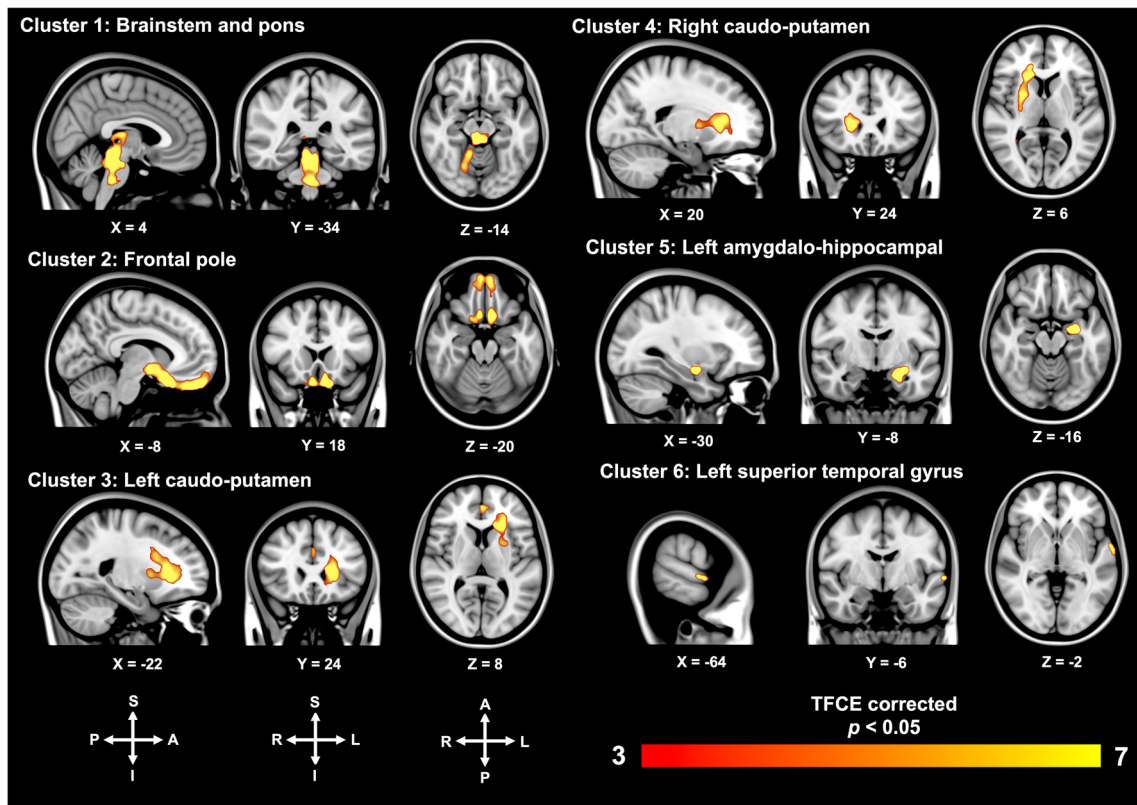 Cluster 1: Brainstem and pons
X = 4
Y = -34
Z = -14
Cluster 2: Frontal pole
X = -8
Y = 18
Z = -20
Cluster 3: Left caudo-putamen
X = -22
Y = 24
Z = 8
Cluster 4: Right caudo-putamen
X = 20
Y = 24
Z = 6
Cluster 5: Left amygdalo-hippocampal
X = -30
Y = -8
Z = -16
Cluster 6: Left superior temporal gyrus
X = -64
Y = -6
Z = -2
S
P A
I
S
R L
I
A
R L
P
TFCE corrected
p < 0.05
3 7